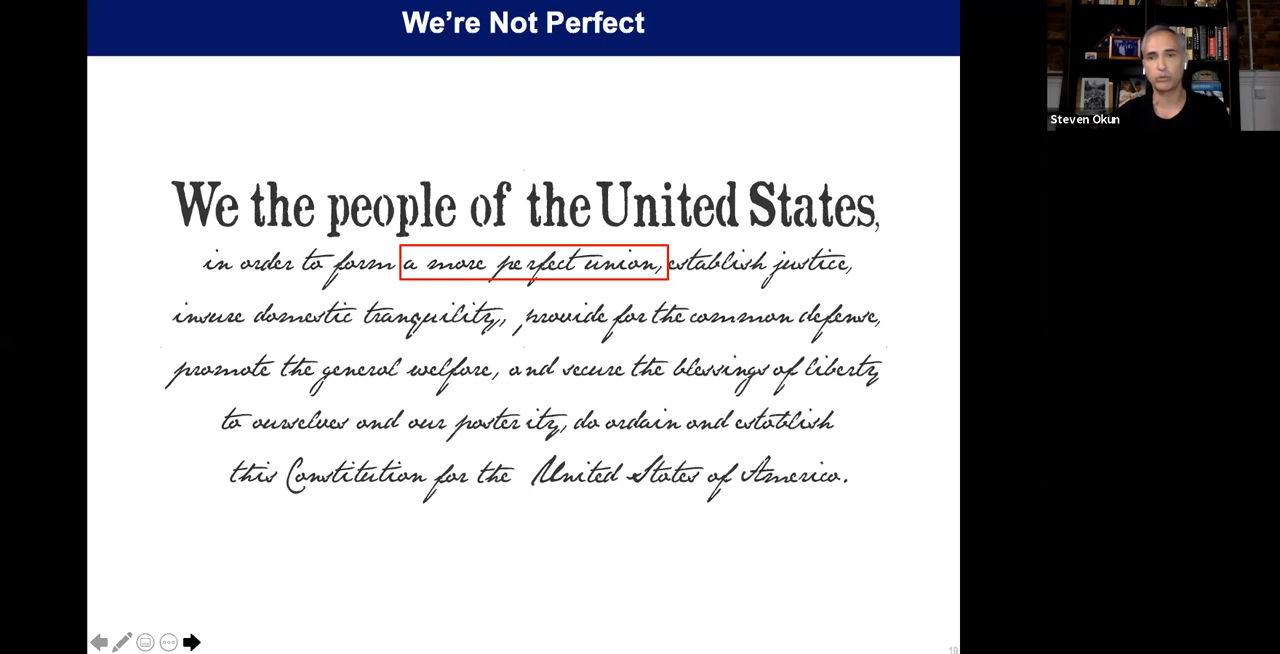 We're Not Perfect
Steven Okun
We the people of the United States,
in order to form a more perfect union, establish justice,
insure domestic tranquility, provide for the common defense,
promote the general welfare, and secure the blessings of liberty
to ourselves and our posterity, do ordain and establish
this Constitution for the United States of America.
19